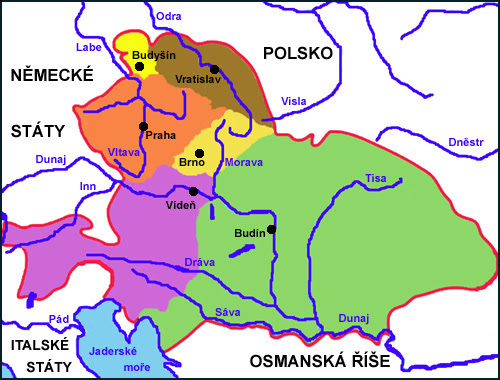 Odra
Labe
POLSKO
Budyšín
NĚMECKÉ
Vratislav
Visla
STÁTY
Praha
Dněstr
Vltava
Brno
Morava
Dunaj
Inn
Tisa
Vídeň
Budín
Dráva
Sáva
Dunaj
Pád
ITALSKÉ
STÁTY
Jaderské
moře
OSMANSKÁ ŘÍŠE